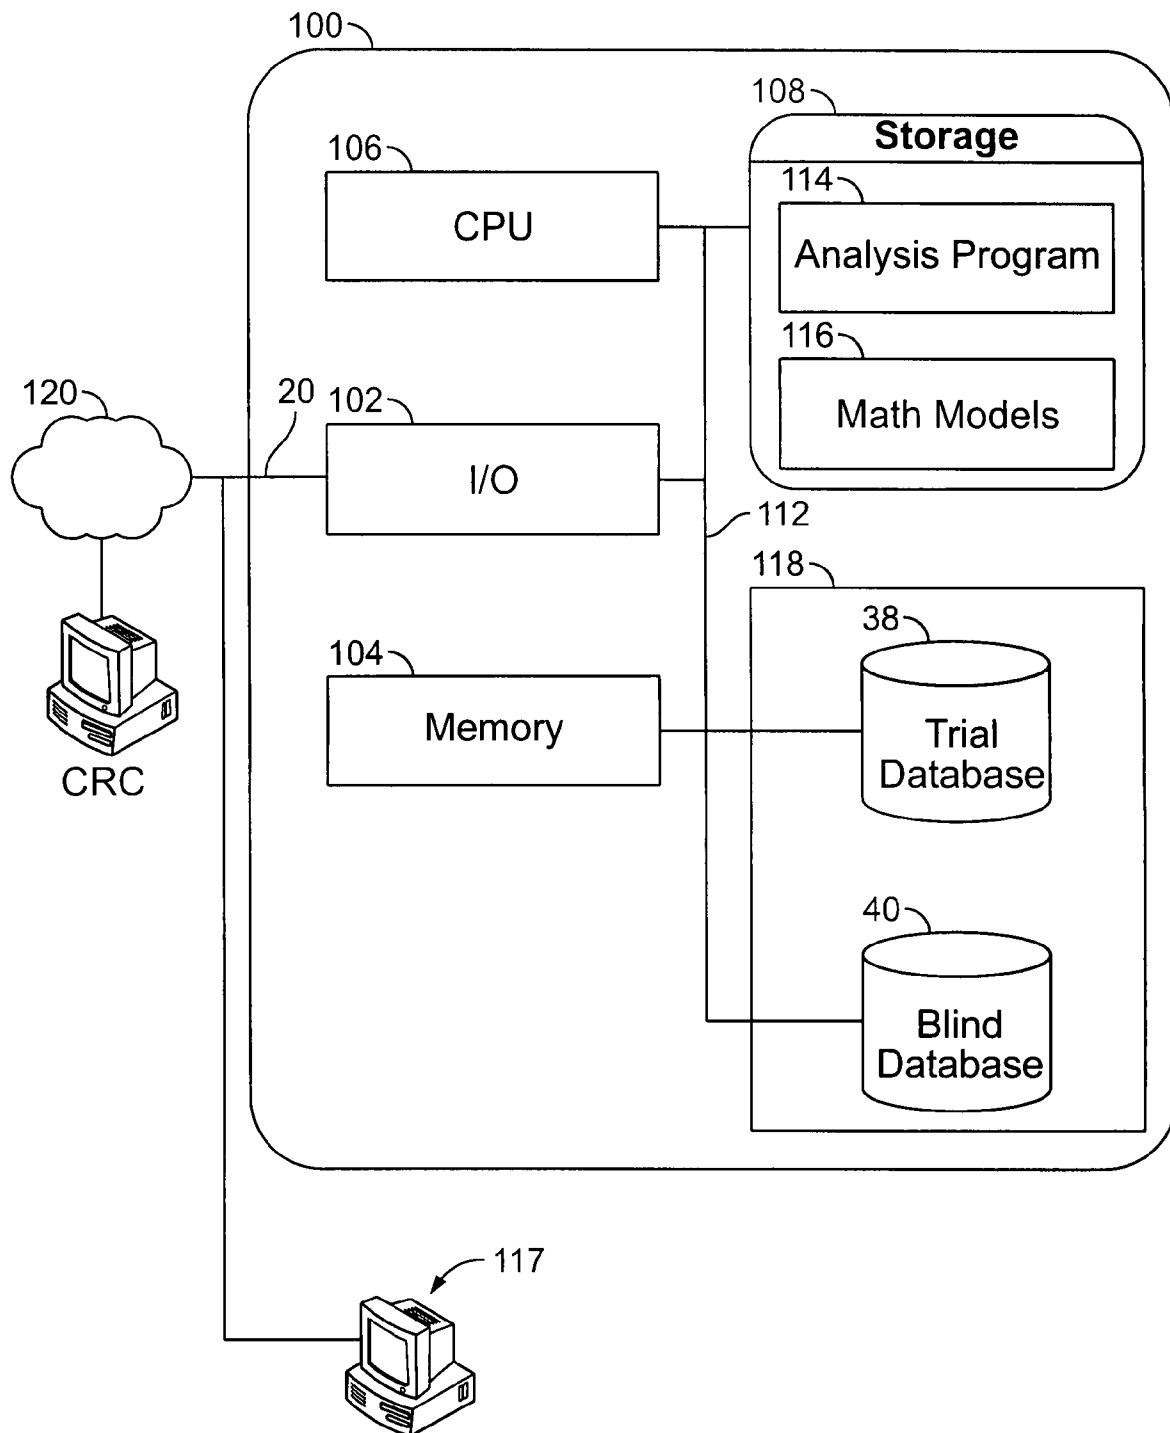 100
108
Storage
106
CPU
114
Analysis Program
116
Math Models
120
20
102
I/O
112
118
38
Trial
Database
104
Memory
CRC
40
Blind
Database
117